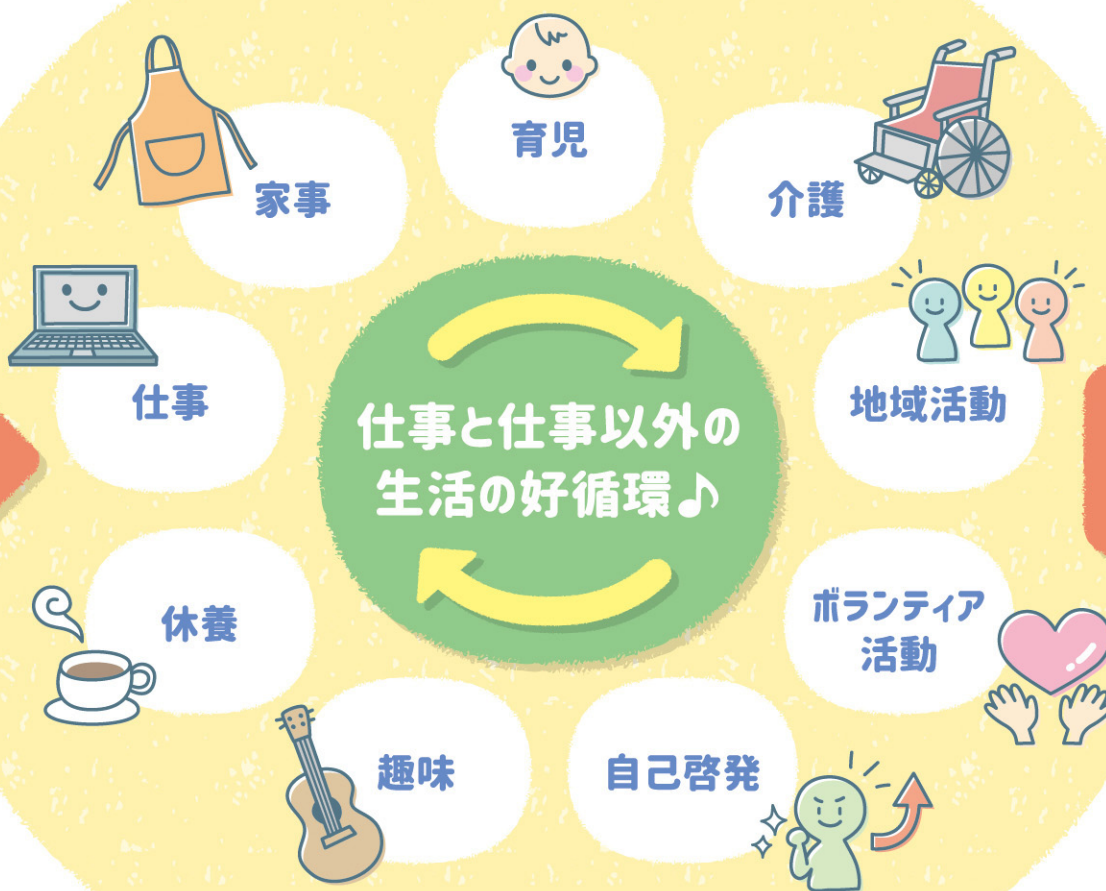 育児
家事
介護
仕事
地域活動
仕事と仕事以外の
生活の好循環♪
休養
ボランティア
活動
趣味
自己啓発